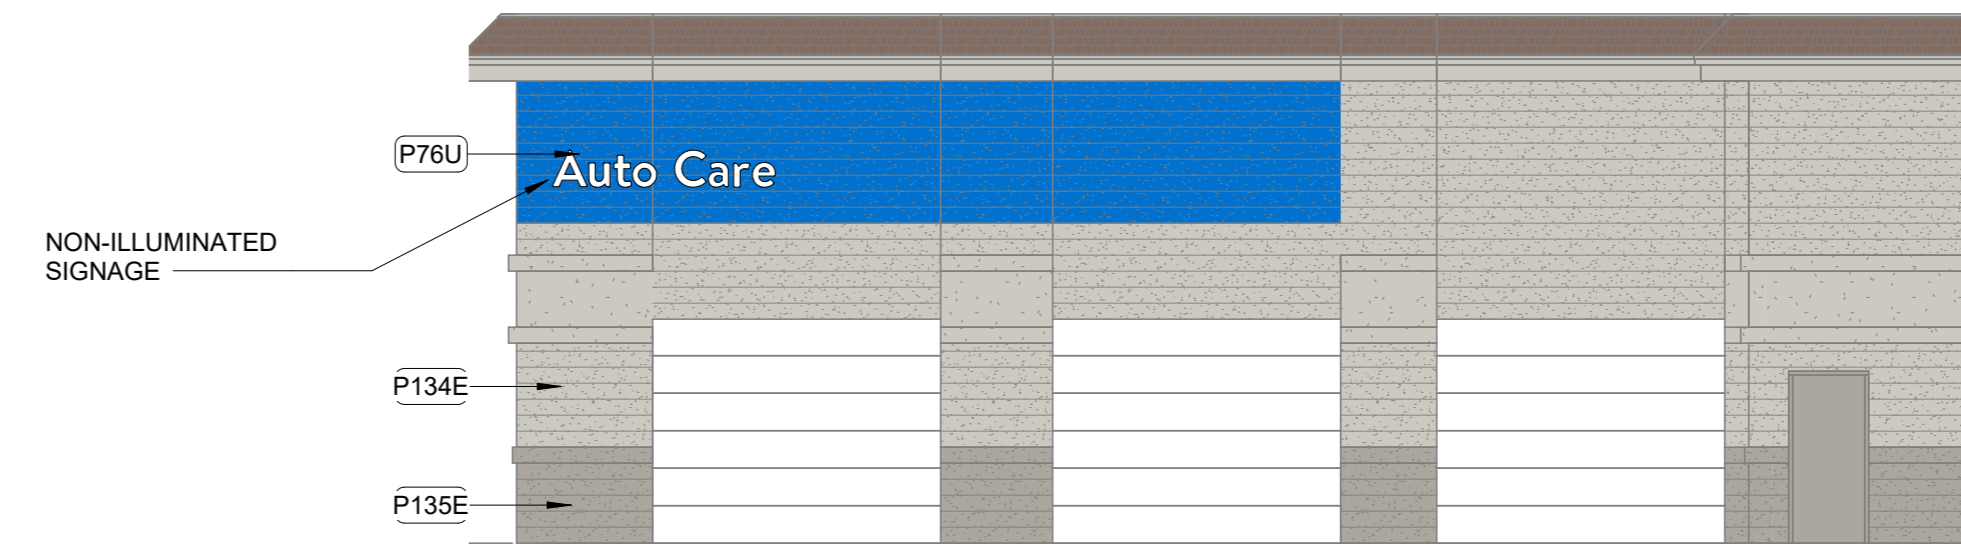 P76U
Auto Care
NON-ILLUMINATED
SIGNAGE
P134E
P135E